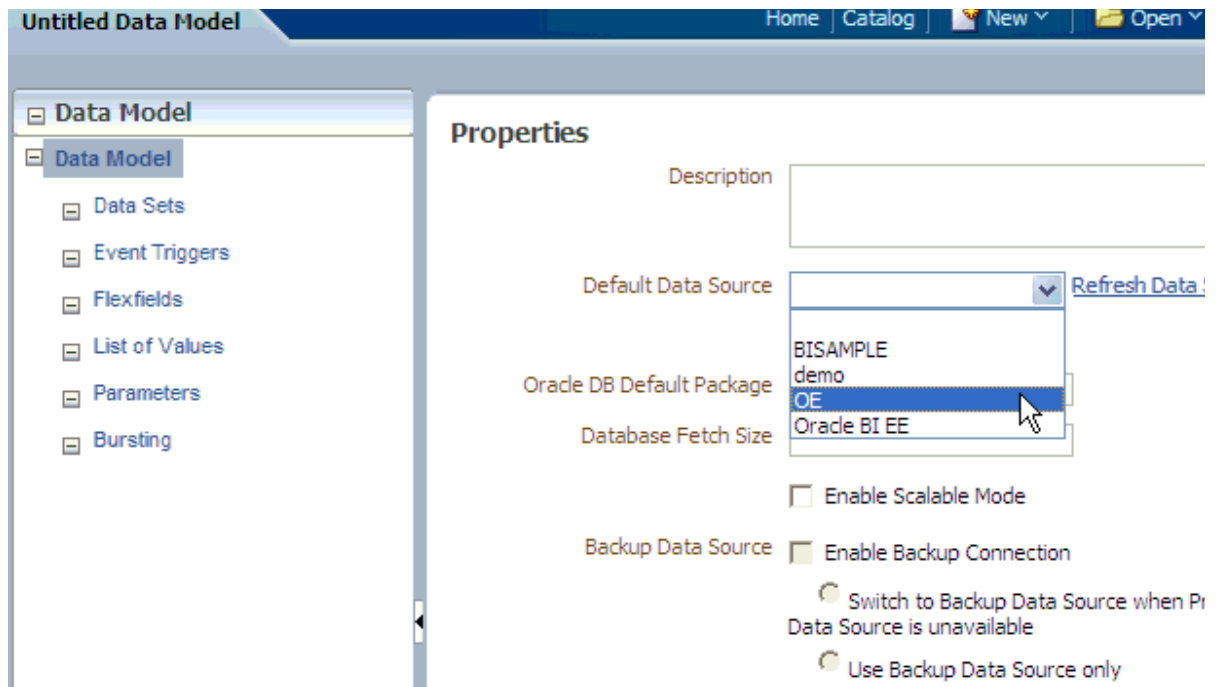 Untitled Data Model
Home Catalog New Open
Data Model
Data Model
Data Sets
Event Triggers
Flexfields
List of Values
Parameters
Bursting
Properties
Description
Default Data Source
Refresh Data
BISAMPLE
demo
OE
Oracle BI EE
Oracle DB Default Package
Database Fetch Size
Enable Scalable Mode
Backup Data Source
Enable Backup Connection
Switch to Backup Data Source when
Data Source is unavailable
Use Backup Data Source only